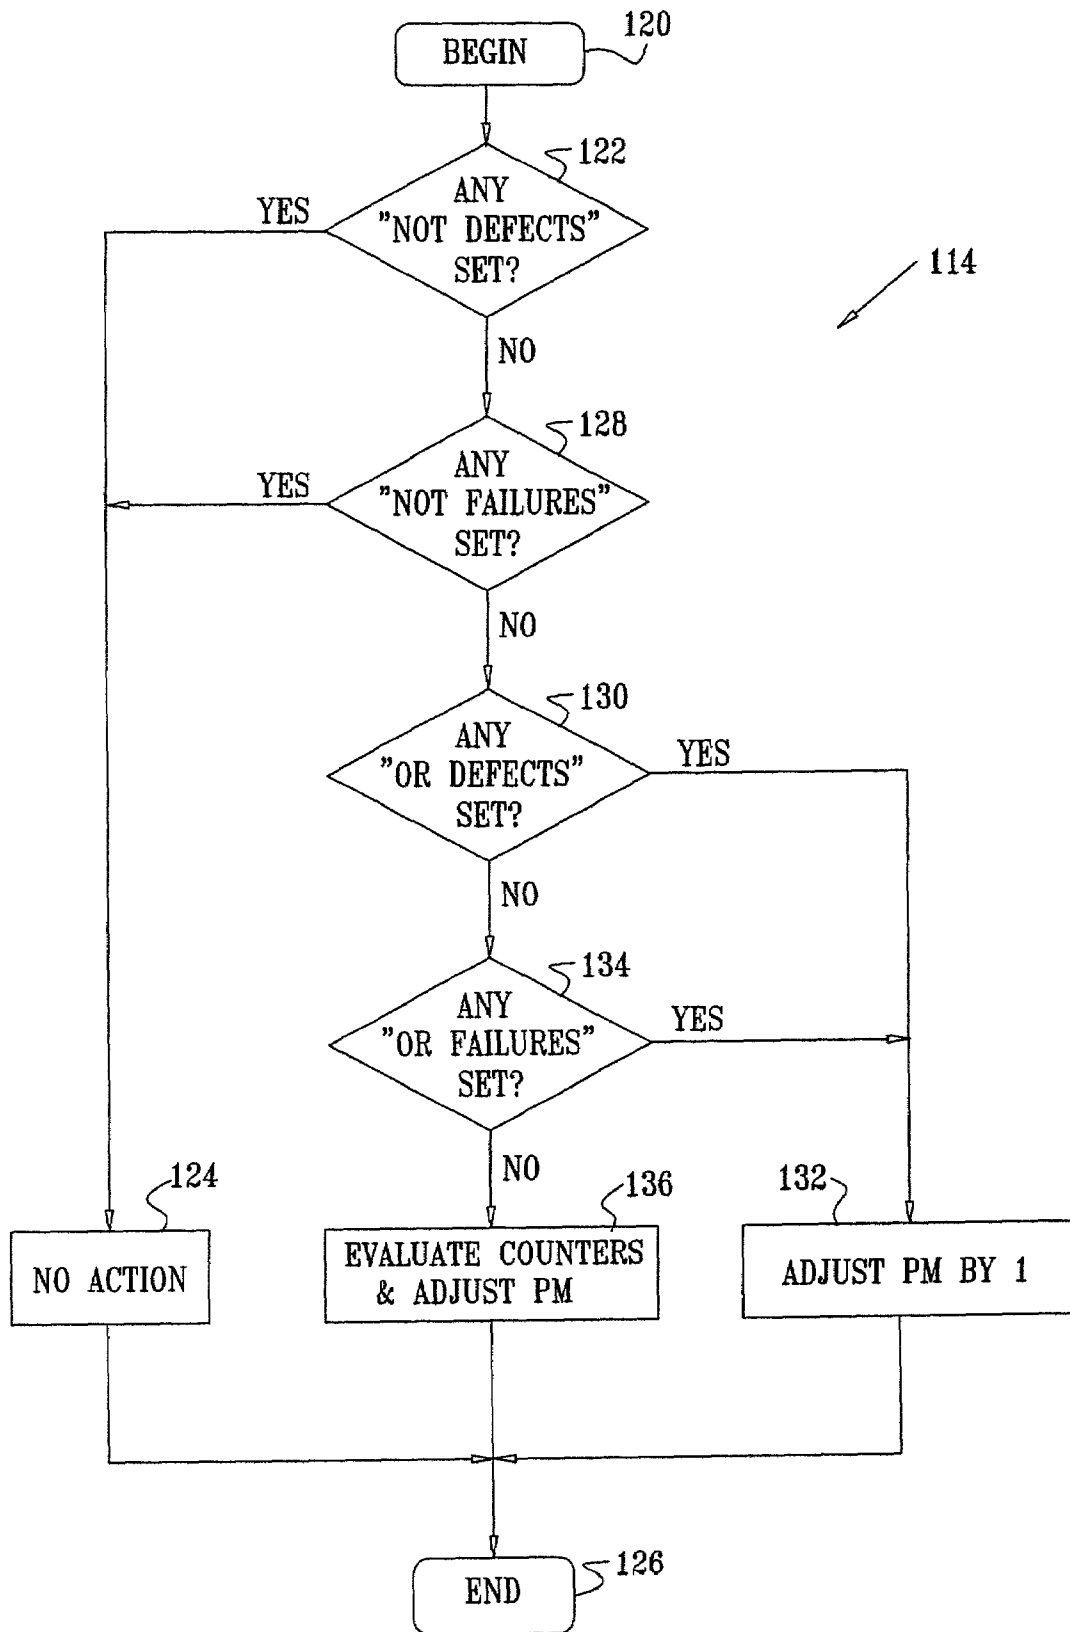 BEGIN
120
122
ANY
"NOT DEFECTS"
SET?
YES
114
NO
128
ANY
"NOT FAILURES"
SET?
YES
NO
130
ANY
"OR DEFECTS"
SET?
YES
NO
134
ANY
"OR FAILURES"
SET?
YES
NO
124
NO ACTION
136
EVALUATE COUNTERS
& ADJUST PM
132
ADJUST PM BY 1
END
126